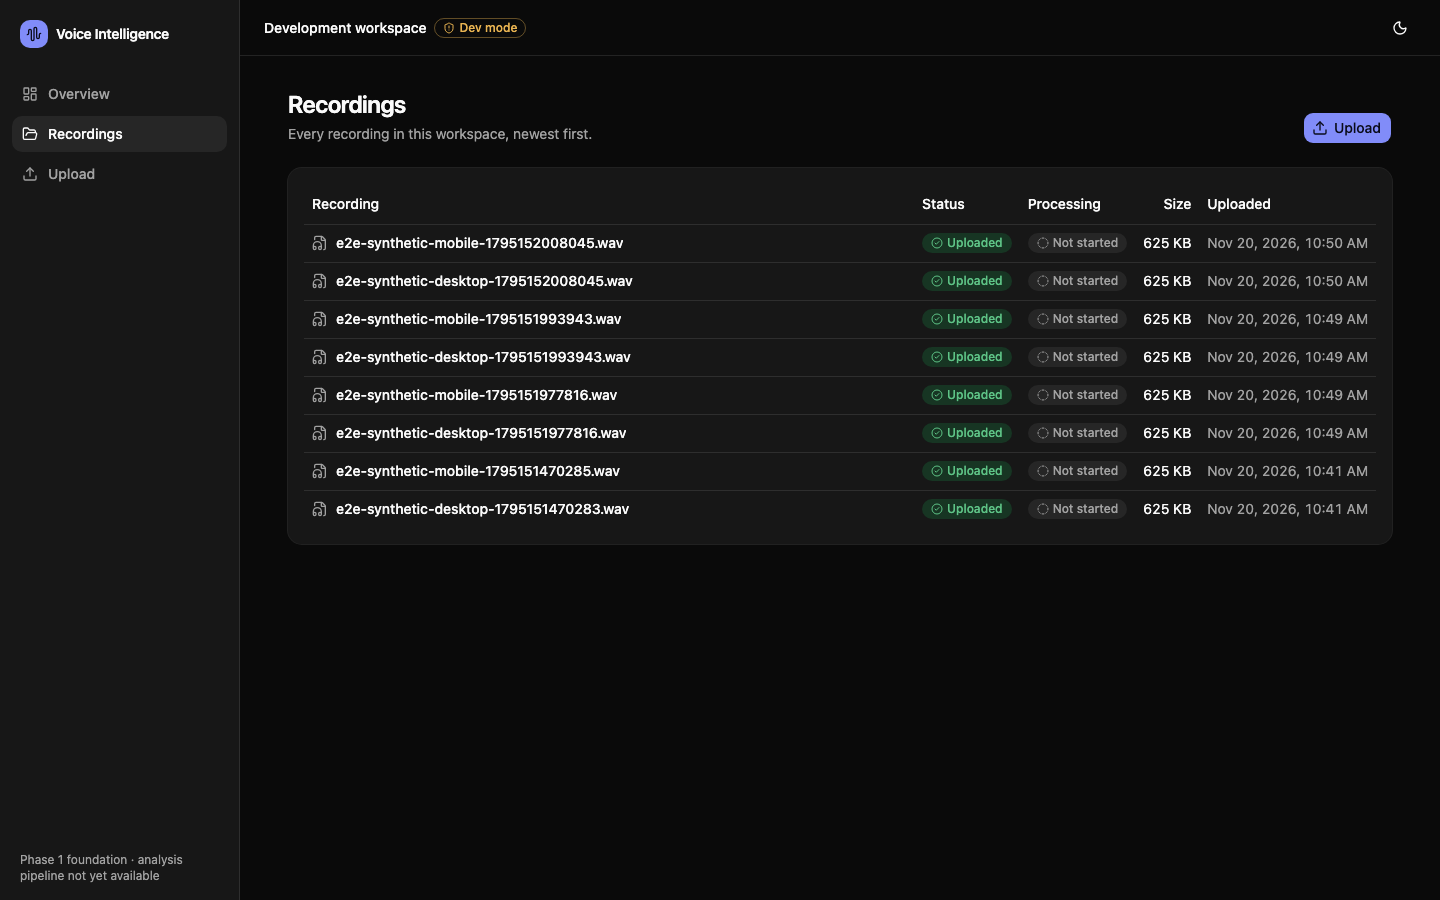 Voice Intelligence
Overview
Recordings
Upload
Phase 1 foundation · analysis
pipeline not yet available
Development workspace Dev mode
Recordings
Every recording in this workspace, newest first.
Upload
Recording Status Processing Size Uploaded
e2e-synthetic-mobile-1795152008045.wav Uploaded Not started 625 KB Nov 20, 2026, 10:50 AM
e2e-synthetic-desktop-1795152008045.wav Uploaded Not started 625 KB Nov 20, 2026, 10:50 AM
e2e-synthetic-mobile-1795151993943.wav Uploaded Not started 625 KB Nov 20, 2026, 10:49 AM
e2e-synthetic-desktop-1795151993943.wav Uploaded Not started 625 KB Nov 20, 2026, 10:49 AM
e2e-synthetic-mobile-1795151977816.wav Uploaded Not started 625 KB Nov 20, 2026, 10:49 AM
e2e-synthetic-desktop-1795151977816.wav Uploaded Not started 625 KB Nov 20, 2026, 10:49 AM
e2e-synthetic-mobile-1795151470285.wav Uploaded Not started 625 KB Nov 20, 2026, 10:41 AM
e2e-synthetic-desktop-1795151470283.wav Uploaded Not started 625 KB Nov 20, 2026, 10:41 AM